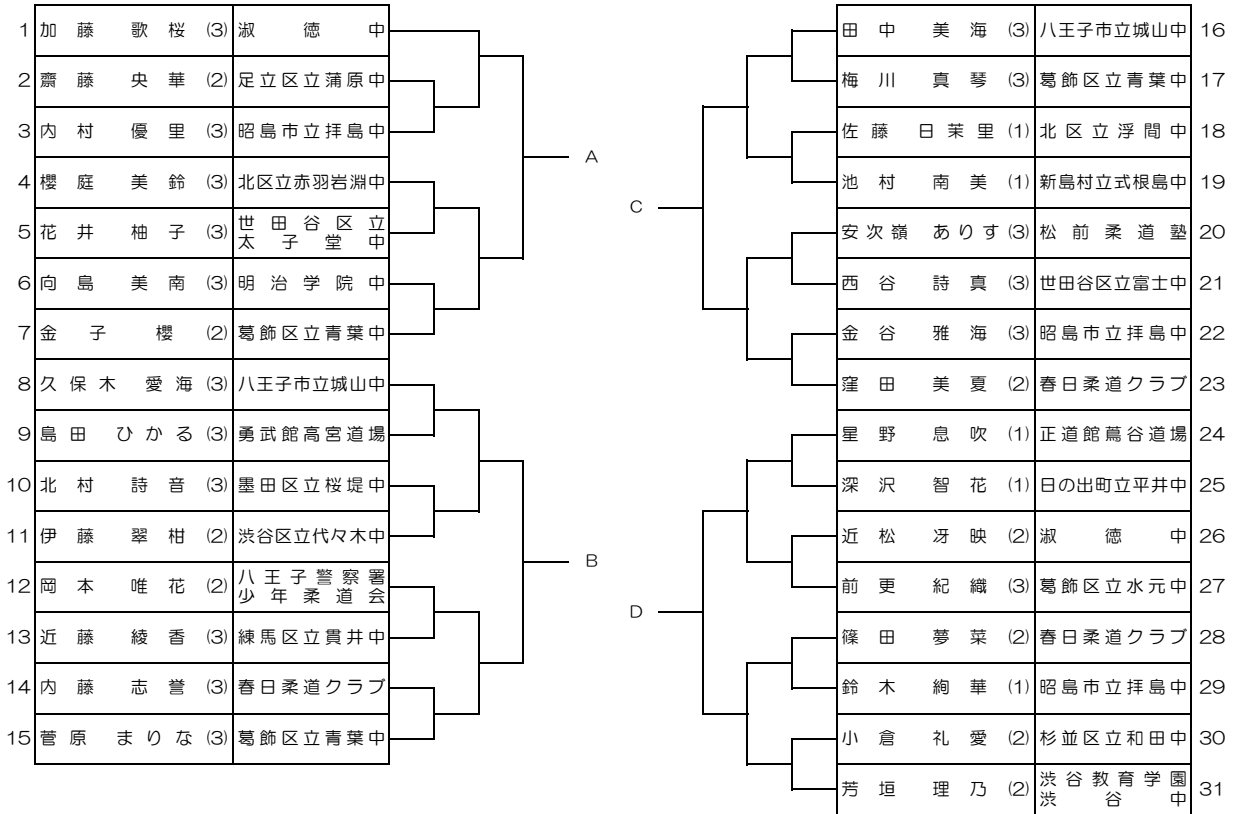 1 加藤 歌桜 (3) 淑徳中
2 齋藤 央華 (2) 足立区立蒲原中
3 内村 優里 (3) 昭島市立拝島中
4 櫻庭 美鈴 (3) 北区立赤羽岩淵中
5 花井 柚子 (3) 世田谷区立
太子堂中
6 向島 美南 (3) 明治学院中
7 金子 櫻 (2) 葛飾区立青葉中
8 久保木 愛海 (3) 八王子市立城山中
9 島田 ひかる (3) 勇武館高宮道場
10 北村 詩音 (3) 墨田区立桜堤中
11 伊藤 翠柑 (2) 渋谷区立代々木中
12 岡本 唯花 (2) 八王子警察署
少年柔道会
13 近藤 綾香 (3) 練馬区立貫井中
14 内藤 志誉 (3) 春日柔道クラブ
15 菅原 まりな (3) 葛飾区立青葉中
A
B
C
D
田中 美海 (3) 八王子市立城山中 16
梅川 真琴 (3) 葛飾区立青葉中 17
佐藤 日茉里 (1) 北区立浮間中 18
池村 南美 (1) 新島村立式根島中 19
安次嶺 ありす (3) 松前柔道塾 20
西谷 詩真 (3) 世田谷区立富士中 21
金谷 雅海 (3) 昭島市立拝島中 22
窪田 美夏 (2) 春日柔道クラブ 23
星野 息吹 (1) 正道館蔦谷道場 24
深沢 智花 (1) 日の出町立平井中 25
近松 冴映 (2) 淑徳中 26
前更 紀織 (3) 葛飾区立水元中 27
篠田 夢菜 (2) 春日柔道クラブ 28
鈴木 絢華 (1) 昭島市立拝島中 29
小倉 礼愛 (2) 杉並区立和田中 30
芳垣 理乃 (2) 渋谷教育学園
渋谷中 31